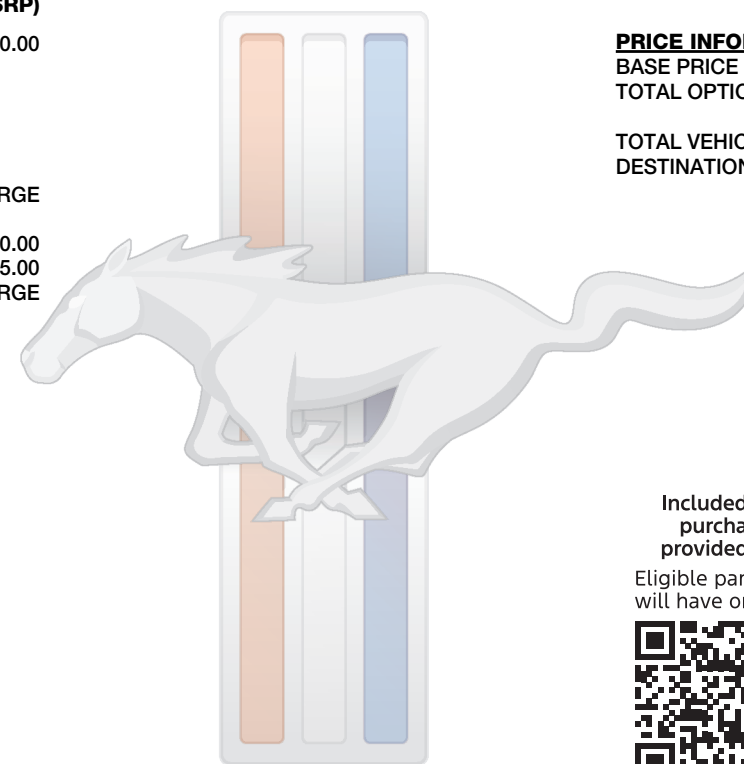 SRP)
0.00
RGE
0.00
5.00
RGE
PRICE INFO
BASE PRICE
TOTAL OPTIO
TOTAL VEHIC
DESTINATION
Included
purcha
provided
Eligible par
will have or